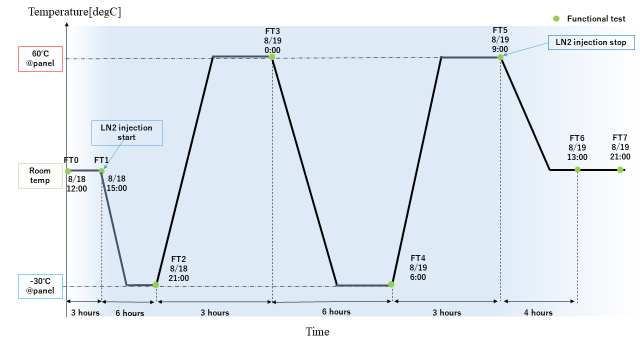 Temperature[degC]
Functional test
60℃
@panel
FT3
8/19
0:00
FT5
8/19
9:00
LN2 injection stop
LN2 injection
start
FT0
FT1
Room
temp
8/18
12:00
8/18
15:00
FT6
8/19
13:00
FT7
8/19
21:00
FT2
8/18
21:00
FT4
8/19
6:00
-30℃
@panel
3 hours
6 hours
3 hours
6 hours
3 hours
4 hours
Time